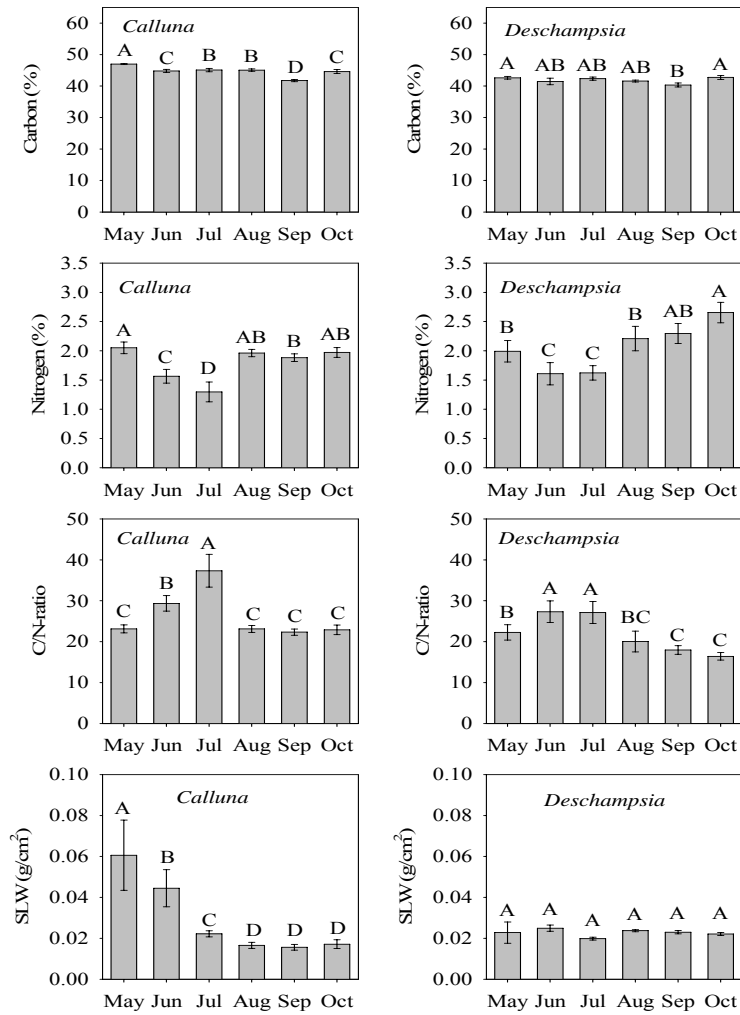 Calluna
Carbon (%)
60
50
40
30
20
10
0
A C B B D C
May Jun Jul Aug Sep Oct
Deschampsia
Carbon (%)
60
50
40
30
20
10
0
A AB AB AB B A
May Jun Jul Aug Sep Oct
Calluna
Nitrogen (%)
3.5
3.0
2.5
2.0
1.5
1.0
0.5
0.0
A C D AB B AB
May Jun Jul Aug Sep Oct
Deschampsia
Nitrogen (%)
3.5
3.0
2.5
2.0
1.5
1.0
0.5
0.0
B C C B AB A
May Jun Jul Aug Sep Oct
Calluna
C/N-ratio
50
40
30
20
10
0
C B A C C C
May Jun Jul Aug Sep Oct
Deschampsia
C/N-ratio
50
40
30
20
10
0
B A A BC C C
May Jun Jul Aug Sep Oct
Calluna
SLW (g/cm²)
0.10
0.08
0.06
0.04
0.02
0.00
A B C D D D
May Jun Jul Aug Sep Oct
Deschampsia
SLW (g/cm²)
0.10
0.08
0.06
0.04
0.02
0.00
A A A A A A
May Jun Jul Aug Sep Oct